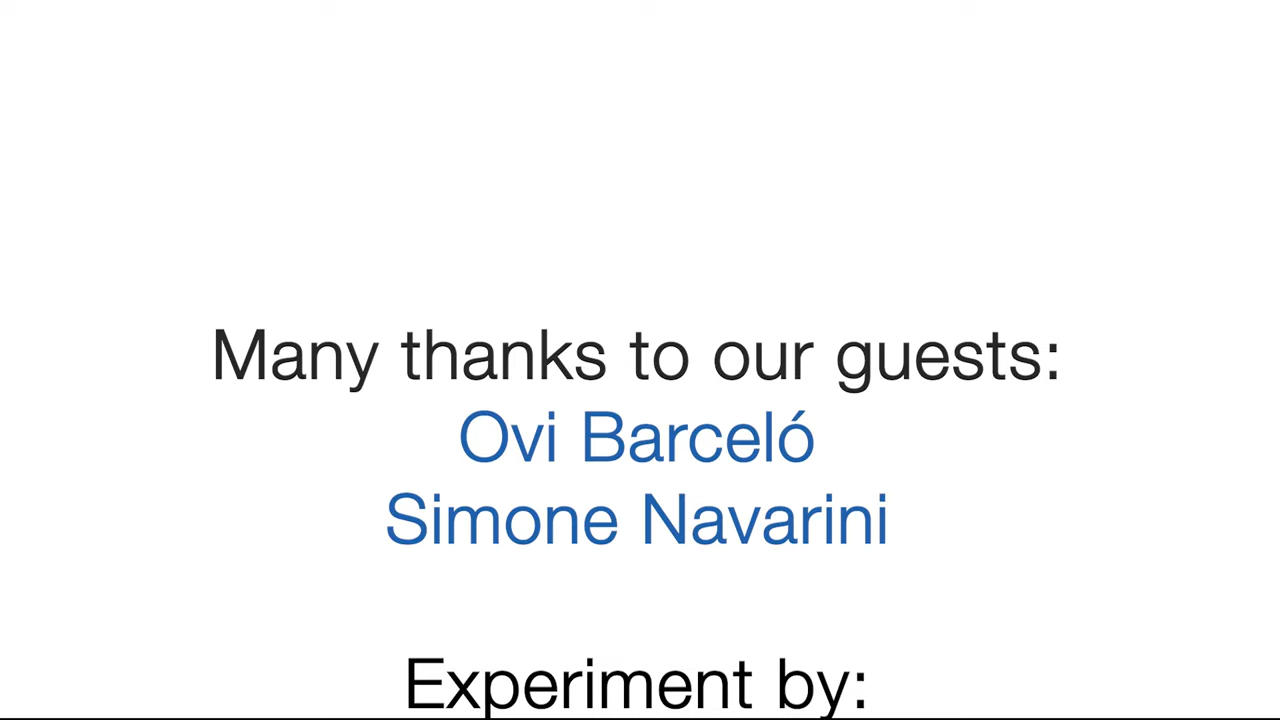 Many thanks to our guests:
Ovi Barceló
Simone Navarini
Experiment by: